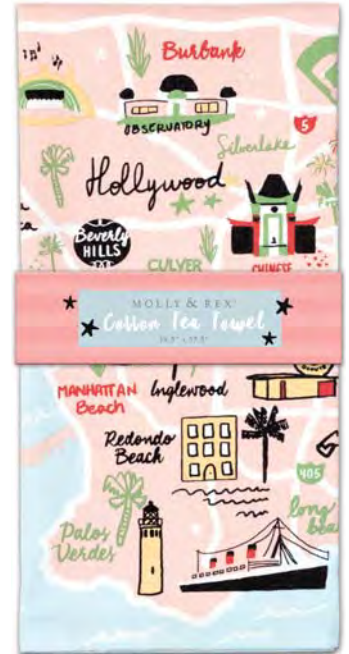 Burbank
OBSERVATORY
5
Silverlake
Hollywood
Beverly
HILLS
CULVER
CHINESE
MOLLY & REX
Cotton Tea Towel
MANHATTAN
Beach
Inglewood
Redondo
Beach
405
long
Palos
Verdes